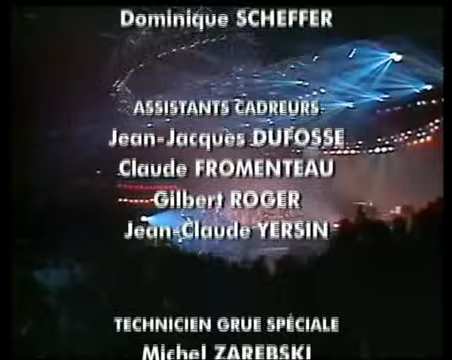 Dominique SCHEFFER
ASSISTANTS CADREURS
Jean-Jacques DUFOSSE
Claude FROMENTEAU
Gilbert ROGER
Jean-Claude YERSIN
TECHNICIEN GRUE SPÉCIALE
Michel ZAREBSKI